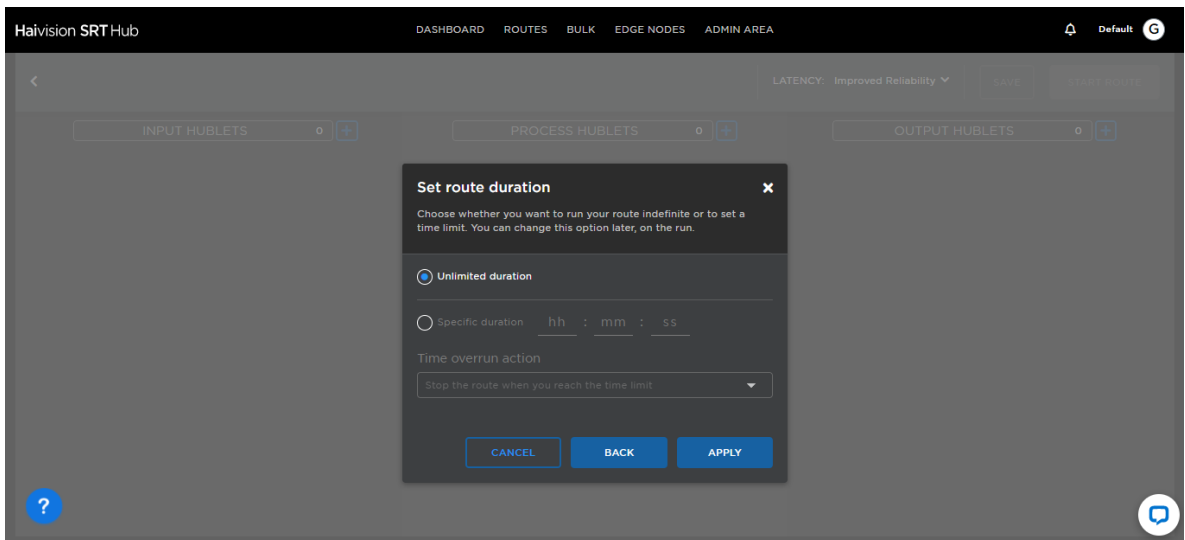 Haivision SRT Hub
DASHBOARD ROUTES BULK EDGE NODES ADMIN AREA
Default G
LATENCY: Improved Reliability
SAVE
START ROUTE
INPUT HUBLETS 0 +
PROCESS HUBLETS 0 +
OUTPUT HUBLETS 0 +
Set route duration
Choose whether you want to run your route indefinite or to set a
time limit. You can change this option later, on the run.
Unlimited duration
Specific duration hh : mm : ss
Time overrun action
Stop the route when you reach the time limit
CANCEL BACK APPLY
?